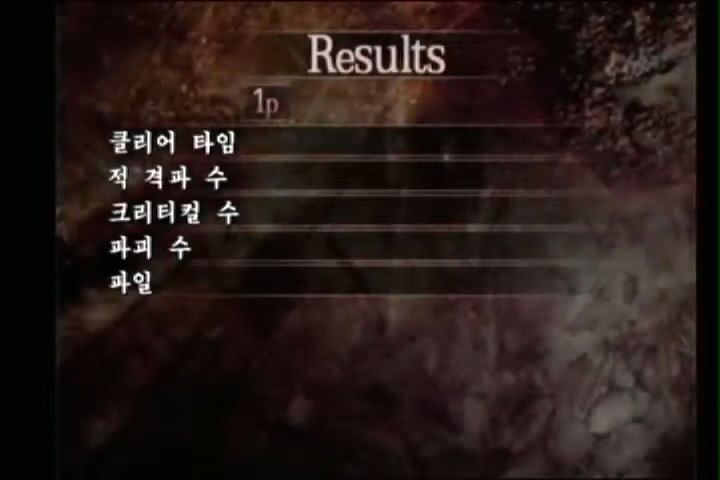 Results
1p
클리어 타임
적 격파 수
크리티컬 수
파괴 수
파일